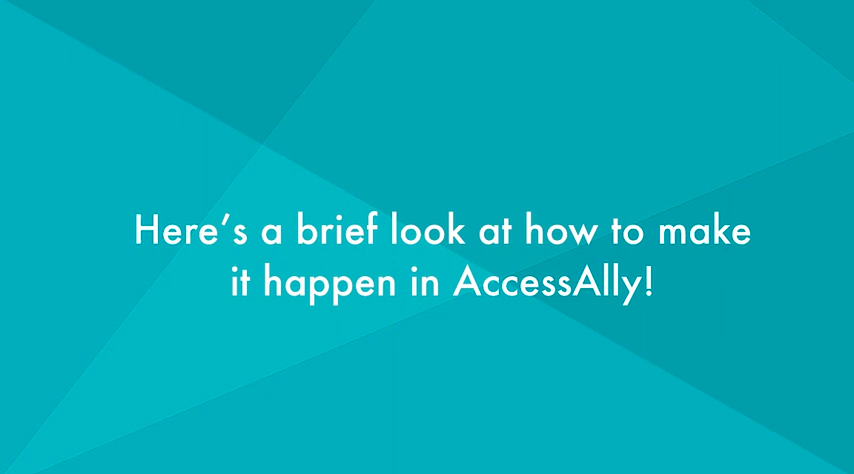 Here’s a brief look at how to make
it happen in AccessAlly!